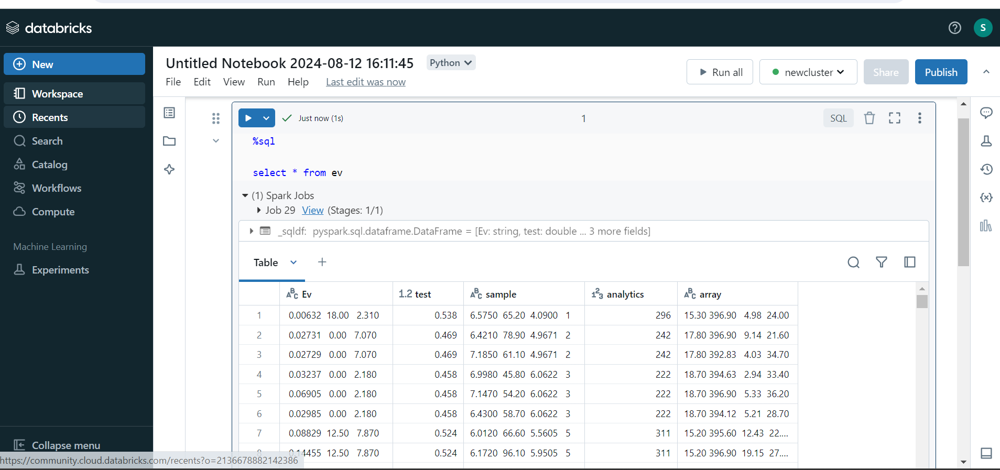 databricks
S
New
Workspace
Recents
Search
Catalog
Workflows
Compute
Machine Learning
Experiments
Collapse menu
https://community.cloud.databricks.com/recents?o=2136678882142386
Untitled Notebook 2024-08-12 16:11:45 Python
File Edit View Run Help Last edit was now
Run all newcluster Share Publish
Just now (1s) 1 SQL
%sql
select * from ev
(1) Spark Jobs
Job 29 View (Stages: 1/1)
_sqldf: pyspark.sql.dataframe.DataFrame = [Ev: string, test: double ... 3 more fields]
Table
ABC Ev 1.2 test ABC sample 123 analytics ABC array
1 0.00632 18.00 2.310 0.538 6.5750 65.20 4.0900 1 296 15.30 396.90 4.98 24.00
2 0.02731 0.00 7.070 0.469 6.4210 78.90 4.9671 2 242 17.80 396.90 9.14 21.60
3 0.02729 0.00 7.070 0.469 7.1850 61.10 4.9671 2 242 17.80 392.83 4.03 34.70
4 0.03237 0.00 2.180 0.458 6.9980 45.80 6.0622 3 222 18.70 394.63 2.94 33.40
5 0.06905 0.00 2.180 0.458 7.1470 54.20 6.0622 3 222 18.70 396.90 5.33 36.20
6 0.02985 0.00 2.180 0.458 6.4300 58.70 6.0622 3 222 18.70 394.12 5.21 28.70
7 0.08829 12.50 7.870 0.524 6.0120 66.60 5.5605 5 311 15.20 395.60 12.43 22....
8 0.14455 12.50 7.870 0.524 6.1720 96.10 5.9505 5 311 15.20 396.90 19.15 27....